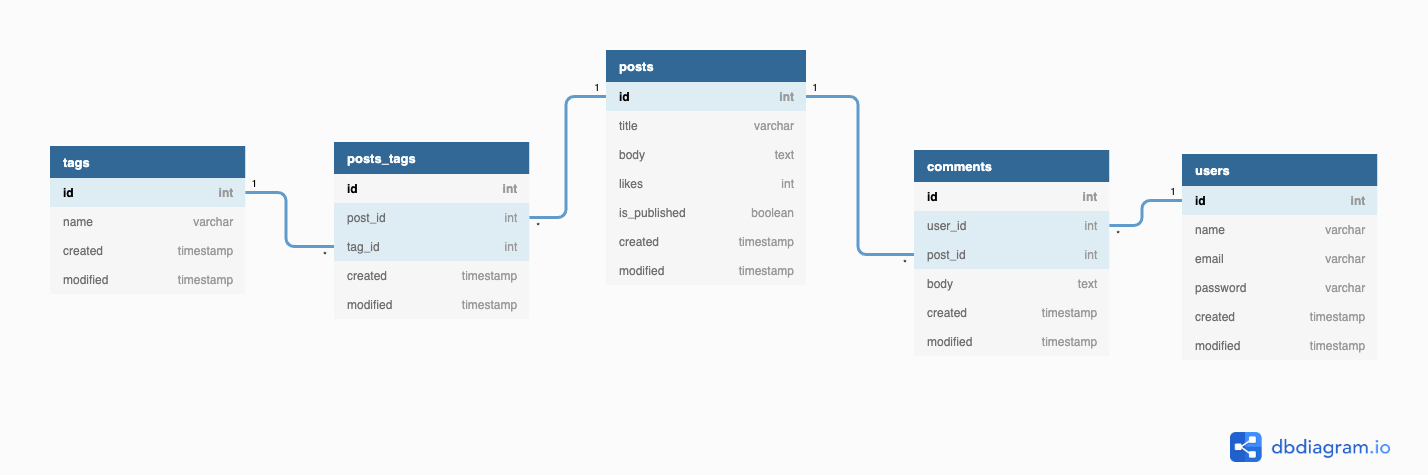 tags
id int
name varchar
created timestamp
modified timestamp
1
*
posts_tags
id int
post_id int
tag_id int
created timestamp
modified timestamp
1
*
posts
id int
title varchar
body text
likes int
is_published boolean
created timestamp
modified timestamp
1
*
comments
id int
user_id int
post_id int
body text
created timestamp
modified timestamp
1
*
users
id int
name varchar
email varchar
password varchar
created timestamp
modified timestamp
dbdiagram.io